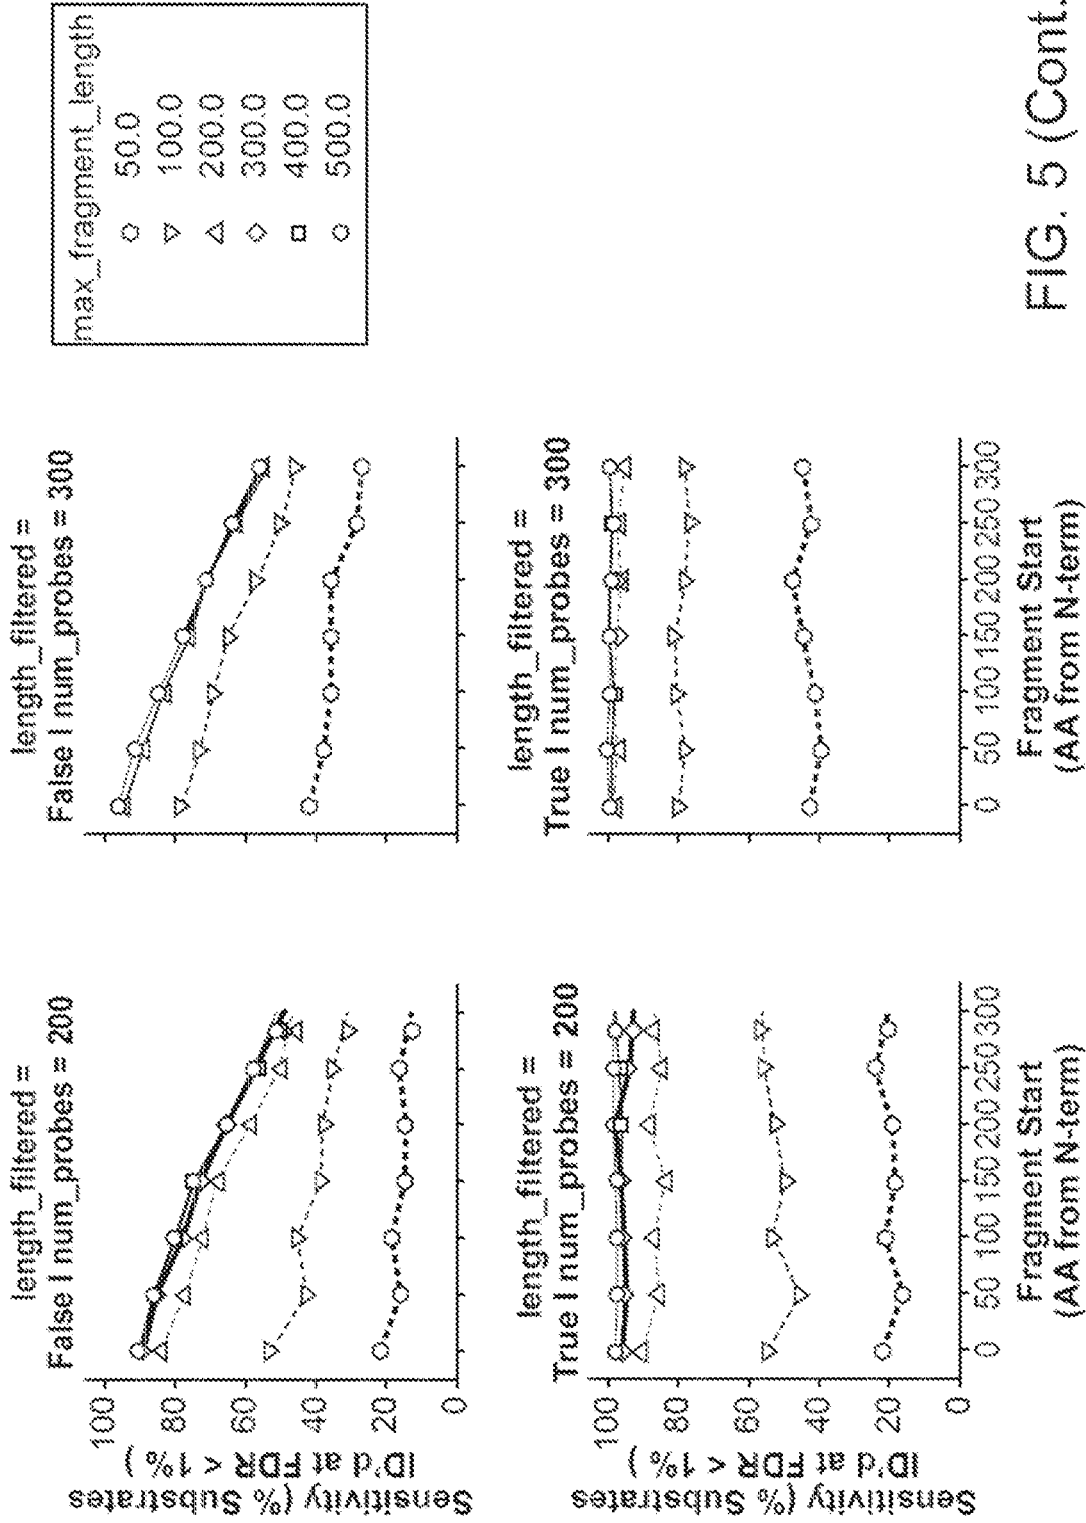 length_filtered =
False | num_probes = 200
length_filtered =
False | num_probes = 300
max_fragment_length
50.0
100.0
200.0
300.0
400.0
500.0
Sensitivity (% Substrates
ID'd at FDR < 1% )
100
80
60
40
20
0
length_filtered =
True | num_probes = 200
length_filtered =
True | num_probes = 300
Sensitivity (% Substrates
ID'd at FDR < 1% )
100
80
60
40
20
0
0 50 100 150 200 250 300
Fragment Start
(AA from N-term)
0 50 100 150 200 250 300
Fragment Start
(AA from N-term)
FIG. 5 (Cont.